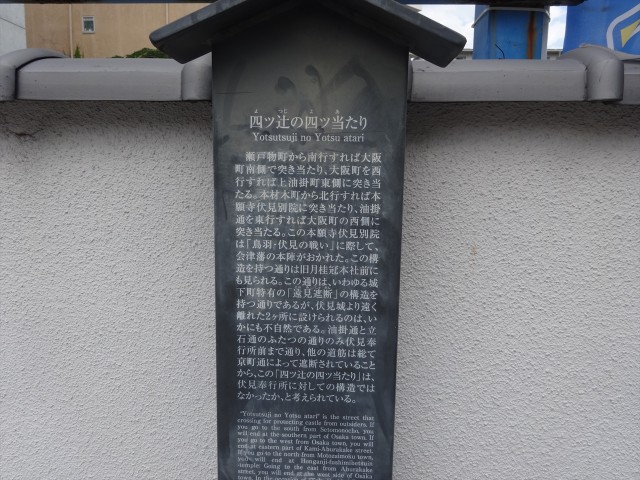 四ツ辻の四ツ当たり
Yotsutsuji no Yotsu atari
瀬戸物町から南行すれば大阪
町南側で突き当たり、大阪町を西
行すれば上油掛町東側に突き当
たる。本材木町から北行すれば本
願寺伏見別院に突き当たり、油掛
通を東行すれば大阪町の西側に
突き当たる。この本願寺伏見別院
は「鳥羽・伏見の戦い」に際して、
会津藩の本陣がおかれた。この構
造を持つ通りは旧月桂冠本社前に
も見られる。この通りは、いわゆる城
下町特有の「遠見遮断」の構造を
持つ通りであるが、伏見城より遠く
離れた2ヶ所に設けられるのは、い
かにも不自然である。油掛通と立
石通のふたつの通りのみ伏見奉
行所前まで通り、他の道筋は総て
京町通によって遮断されていること
から、この「四ツ辻の四ツ当たり」は、
伏見奉行所に対しての構造では
なかったか、と考えられている。
"Yotsutsuji no Yotsu atari" is the street that
crossing for protecting castle from outsiders. If
you go to the south from Setomonocho, you
will end at the southern part of Osaka town. If
you go to the west from Osaka town, you will
end at eastern part of Kami-Aburakake street.
If you go to the north from Motozaimoku town,
you will end at Honganji-fushimibetsuin
temple. Going to the east from Aburakake
street, you will end at the west side of Osaka
town. In the